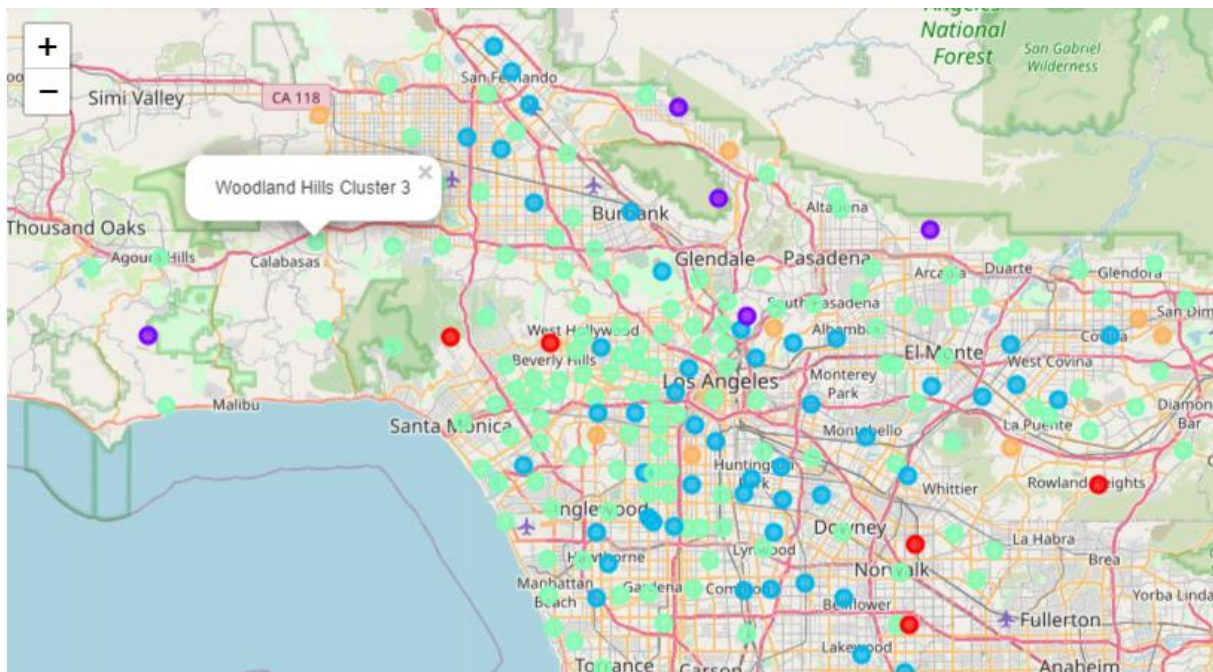 Angeles
National
Forest
San Gabriel
Wilderness
+
−
San Fernando
Simi Valley
CA 118
Woodland Hills Cluster 3
×
Thousand Oaks
Burbank
Altadena
Agoura Hills
Calabasas
Glendale
Pasadena
Arcadia
Duarte
Glendora
South Pasadena
San Dim
West Hollywood
Alhambra
Covina
Beverly Hills
El Monte
West Covina
Los Angeles
Monterey
Park
Malibu
Diamond
Bar
Santa Monica
Montebello
La Puente
Huntington
Park
Whittier
Rowland Heights
Inglewood
Downey
La Habra
Hawthorne
Lynwood
Brea
Norwalk
Manhattan
Beach
Gardena
Compton
Bellflower
Yorba Linda
Fullerton
Lakewood
Torrance
Carson
Anaheim